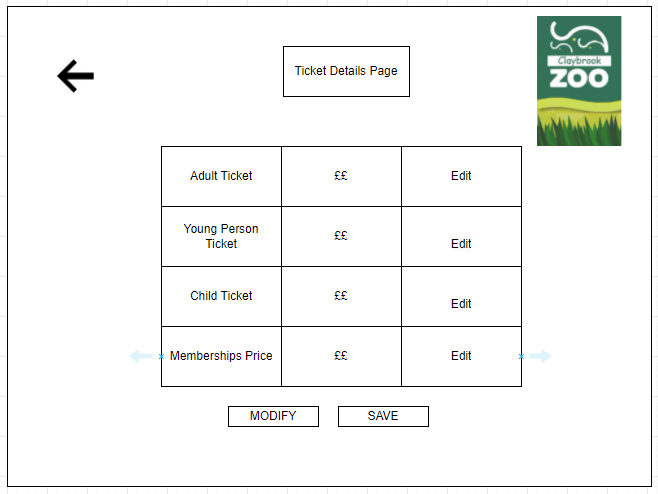 Ticket Details Page
Claybrook
ZOO
Adult Ticket ££ Edit
Young Person
Ticket ££ Edit
Child Ticket ££ Edit
Memberships Price ££ Edit
MODIFY SAVE